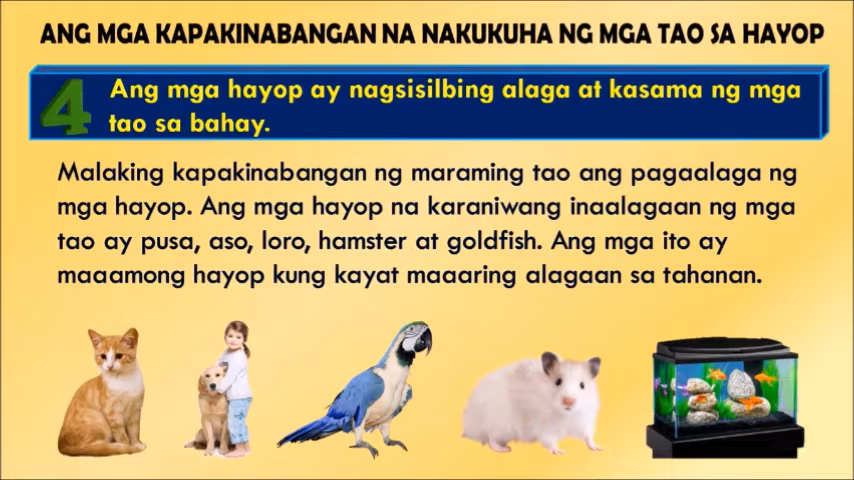 ANG MGA KAPAKINABANGAN NA NAKUKUHA NG MGA TAO SA HAYOP
4
Ang mga hayop ay nagsisilbing alaga at kasama ng mga
tao sa bahay.
Malaking kapakinabangan ng maraming tao ang pagaalaga ng
mga hayop. Ang mga hayop na karaniwang inaalagaan ng mga
tao ay pusa, aso, loro, hamster at goldfish. Ang mga ito ay
maaamong hayop kung kayat maaaring alagaan sa tahanan.